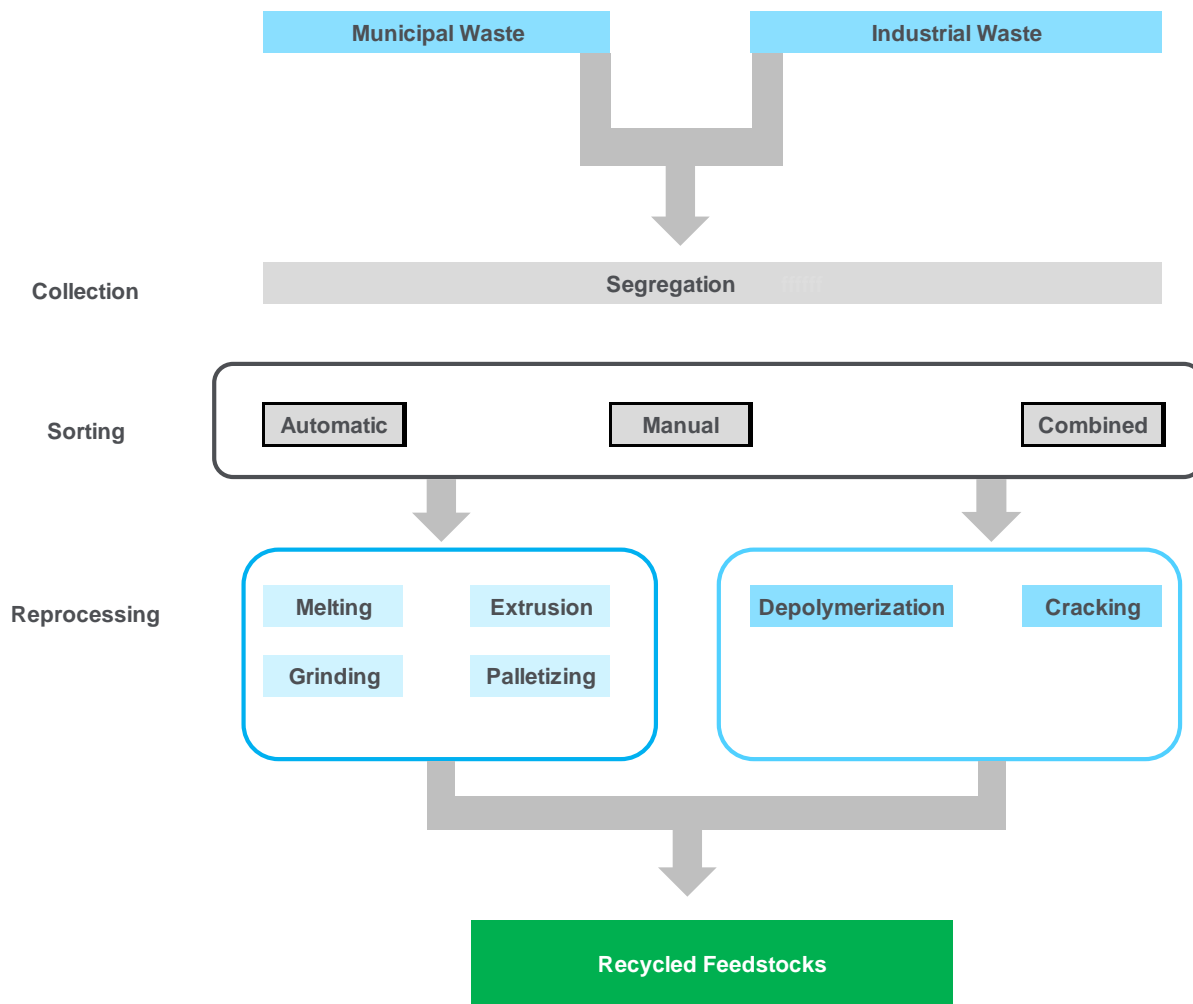 Municipal Waste
Industrial Waste
Collection
Segregation
Sorting
Automatic
Manual
Combined
Reprocessing
Melting
Extrusion
Depolymerization
Cracking
Grinding
Palletizing
Recycled Feedstocks